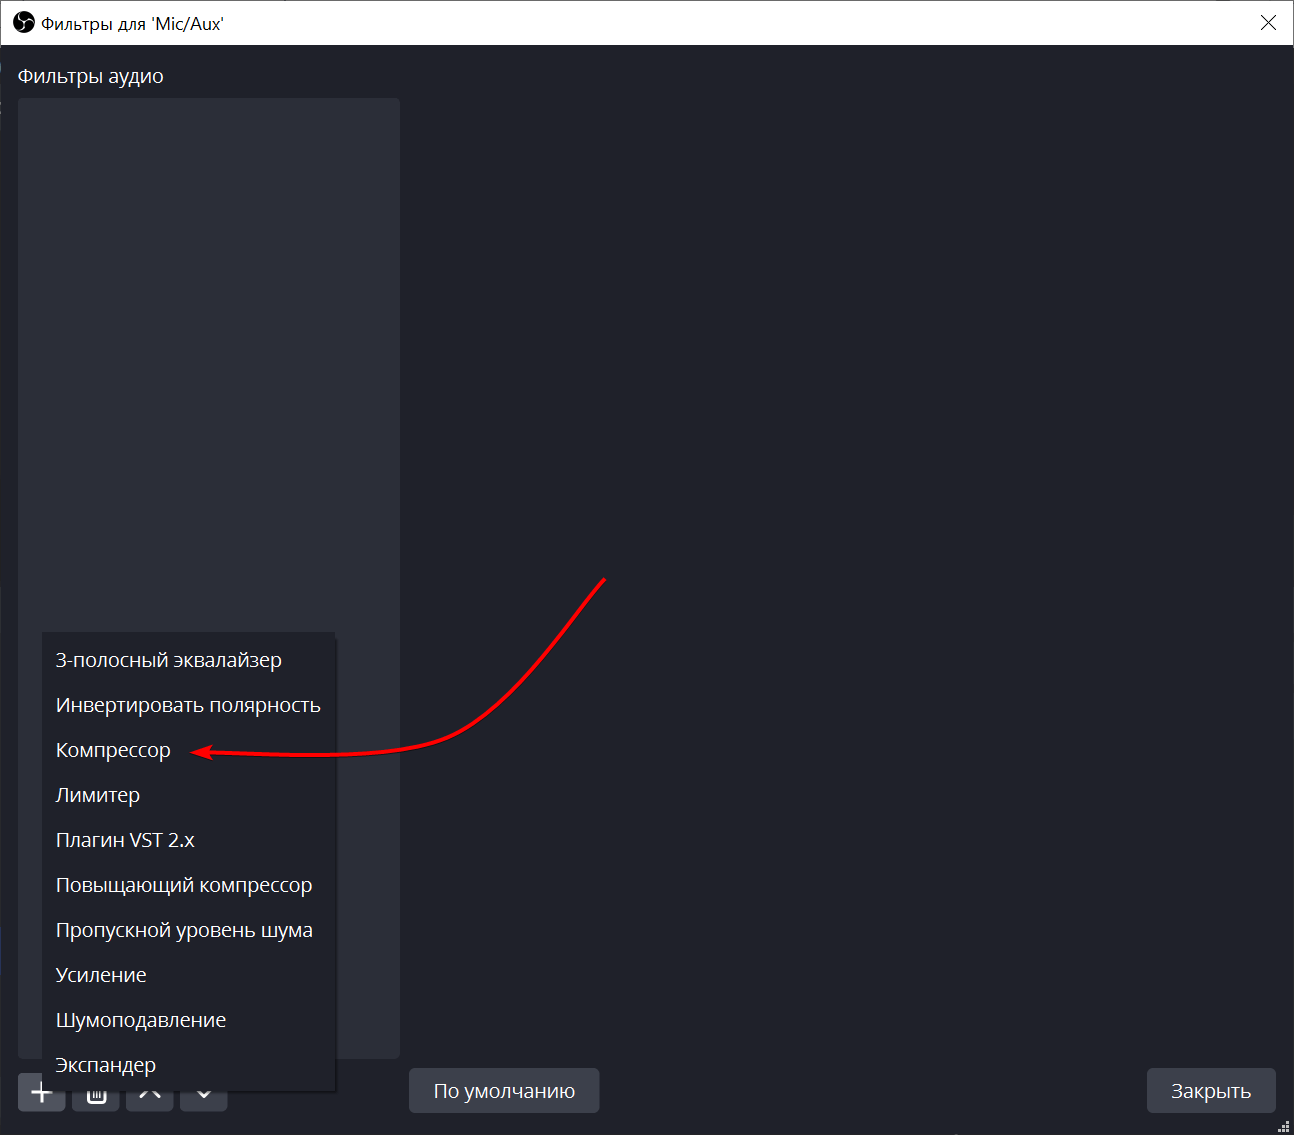 Фильтры для 'Mic/Aux'
Фильтры аудио
3-полосный эквалайзер
Инвертировать полярность
Компрессор
Лимитер
Плагин VST 2.x
Повыщающий компрессор
Пропускной уровень шума
Усиление
Шумоподавление
Экспандер
По умолчанию
Закрыть